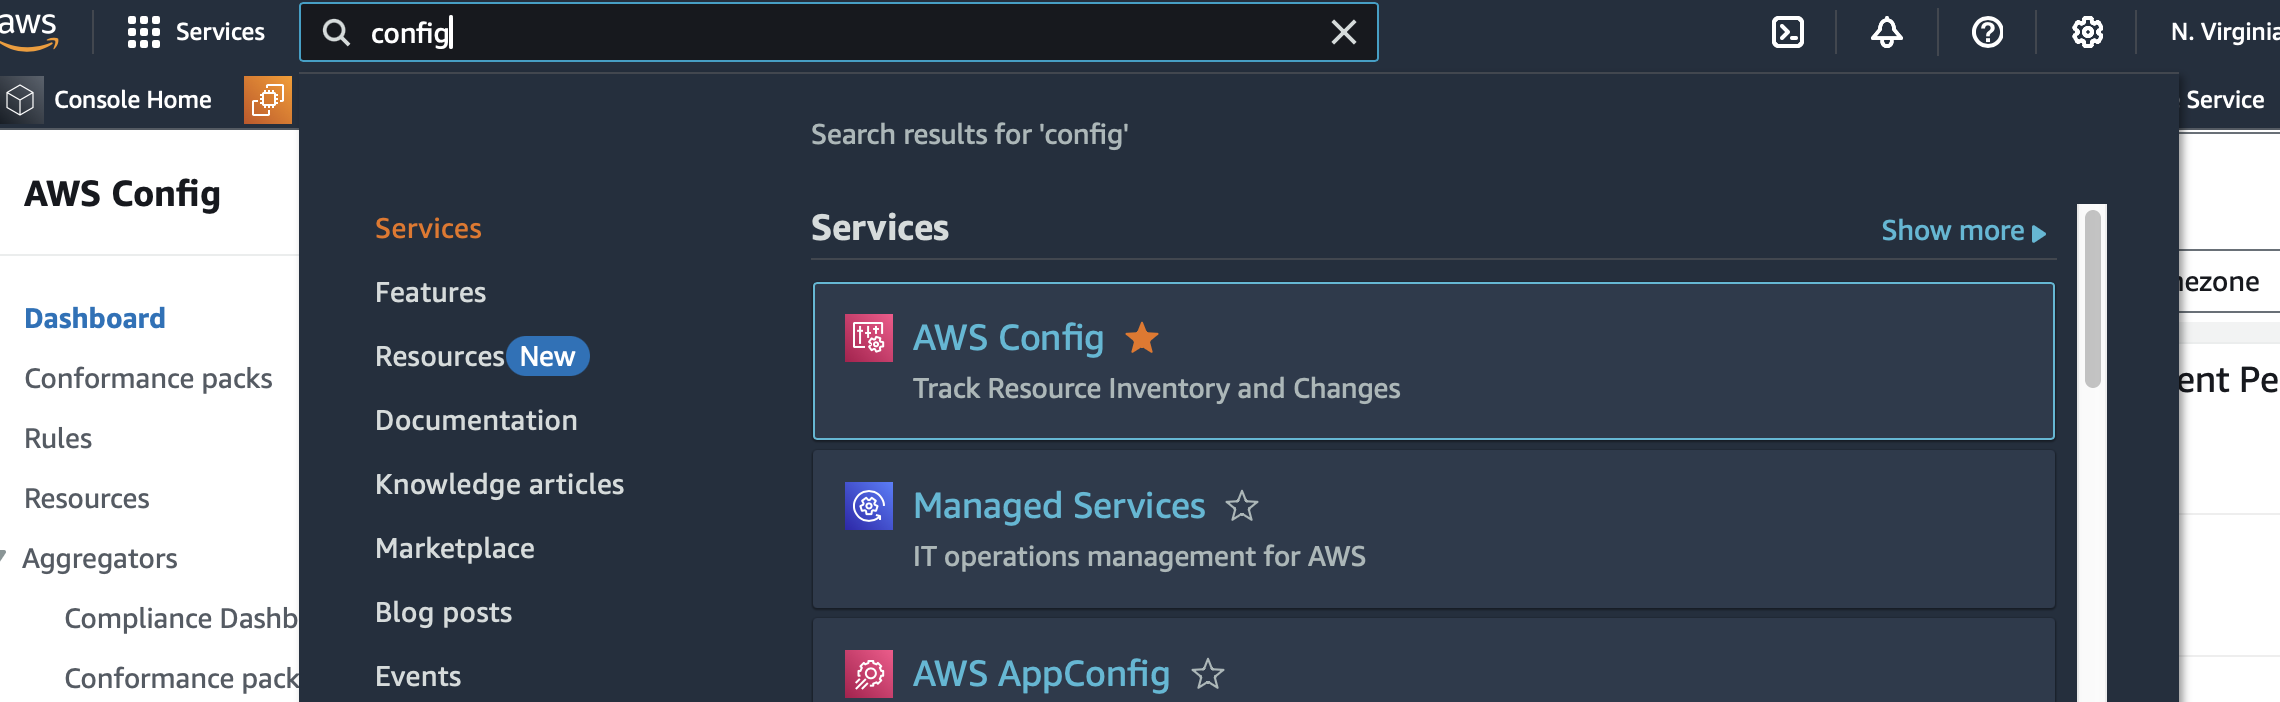 aws
Services
config
N. Virginia
Console Home
Service
Search results for 'config'
AWS Config
Dashboard
Conformance packs
Rules
Resources
Aggregators
Compliance Dashb
Conformance pack
Services
Features
Resources New
Documentation
Knowledge articles
Marketplace
Blog posts
Events
Services
Show more
AWS Config
Track Resource Inventory and Changes
Managed Services
IT operations management for AWS
AWS AppConfig
ezone
ent Pe